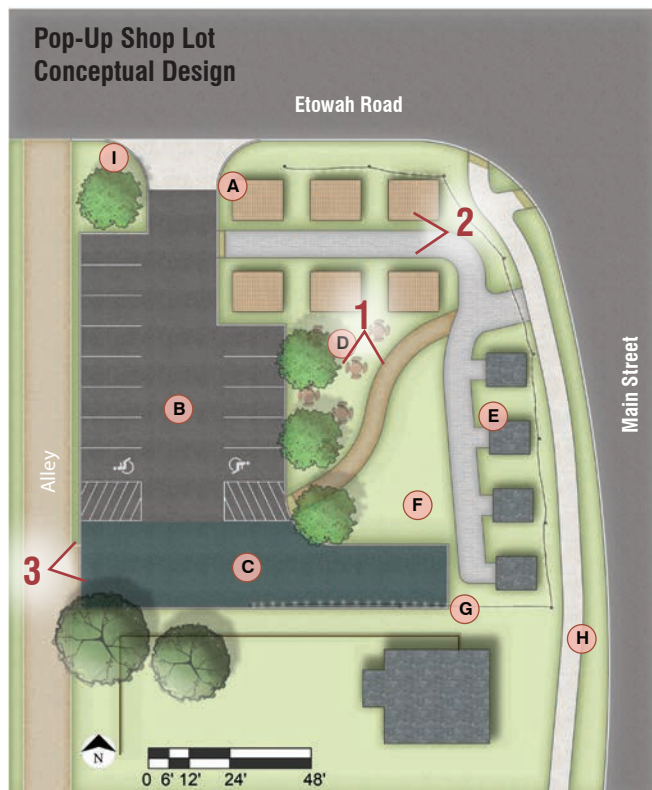 Pop-Up Shop Lot
Conceptual Design
Etowah Road
I
A
2
1
D
Main Street
E
B
Alley
F
3
C
G
H
N
0 6' 12' 24' 48'